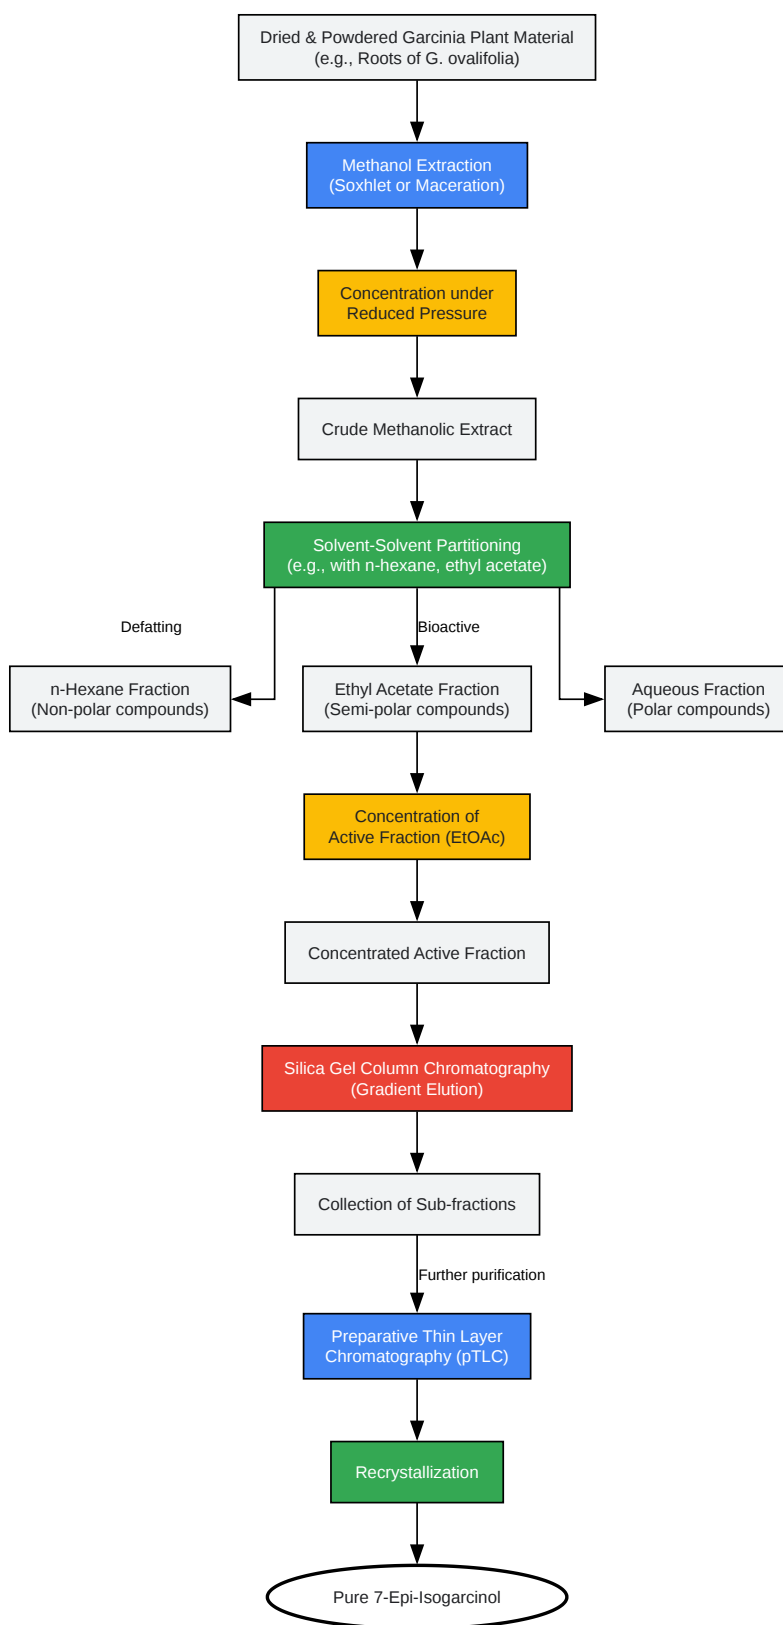 Dried & Powdered Garcinia Plant Material
(e.g., Roots of G. ovalifolia)
Methanol Extraction
(Soxhlet or Maceration)
Concentration under
Reduced Pressure
Crude Methanolic Extract
Solvent-Solvent Partitioning
(e.g., with n-hexane, ethyl acetate)
Defatting
Bioactive
n-Hexane Fraction
(Non-polar compounds)
Ethyl Acetate Fraction
(Semi-polar compounds)
Aqueous Fraction
(Polar compounds)
Concentration of
Active Fraction (EtOAc)
Concentrated Active Fraction
Silica Gel Column Chromatography
(Gradient Elution)
Collection of Sub-fractions
Further purification
Preparative Thin Layer
Chromatography (pTLC)
Recrystallization
Pure 7-Epi-Isogarcinol